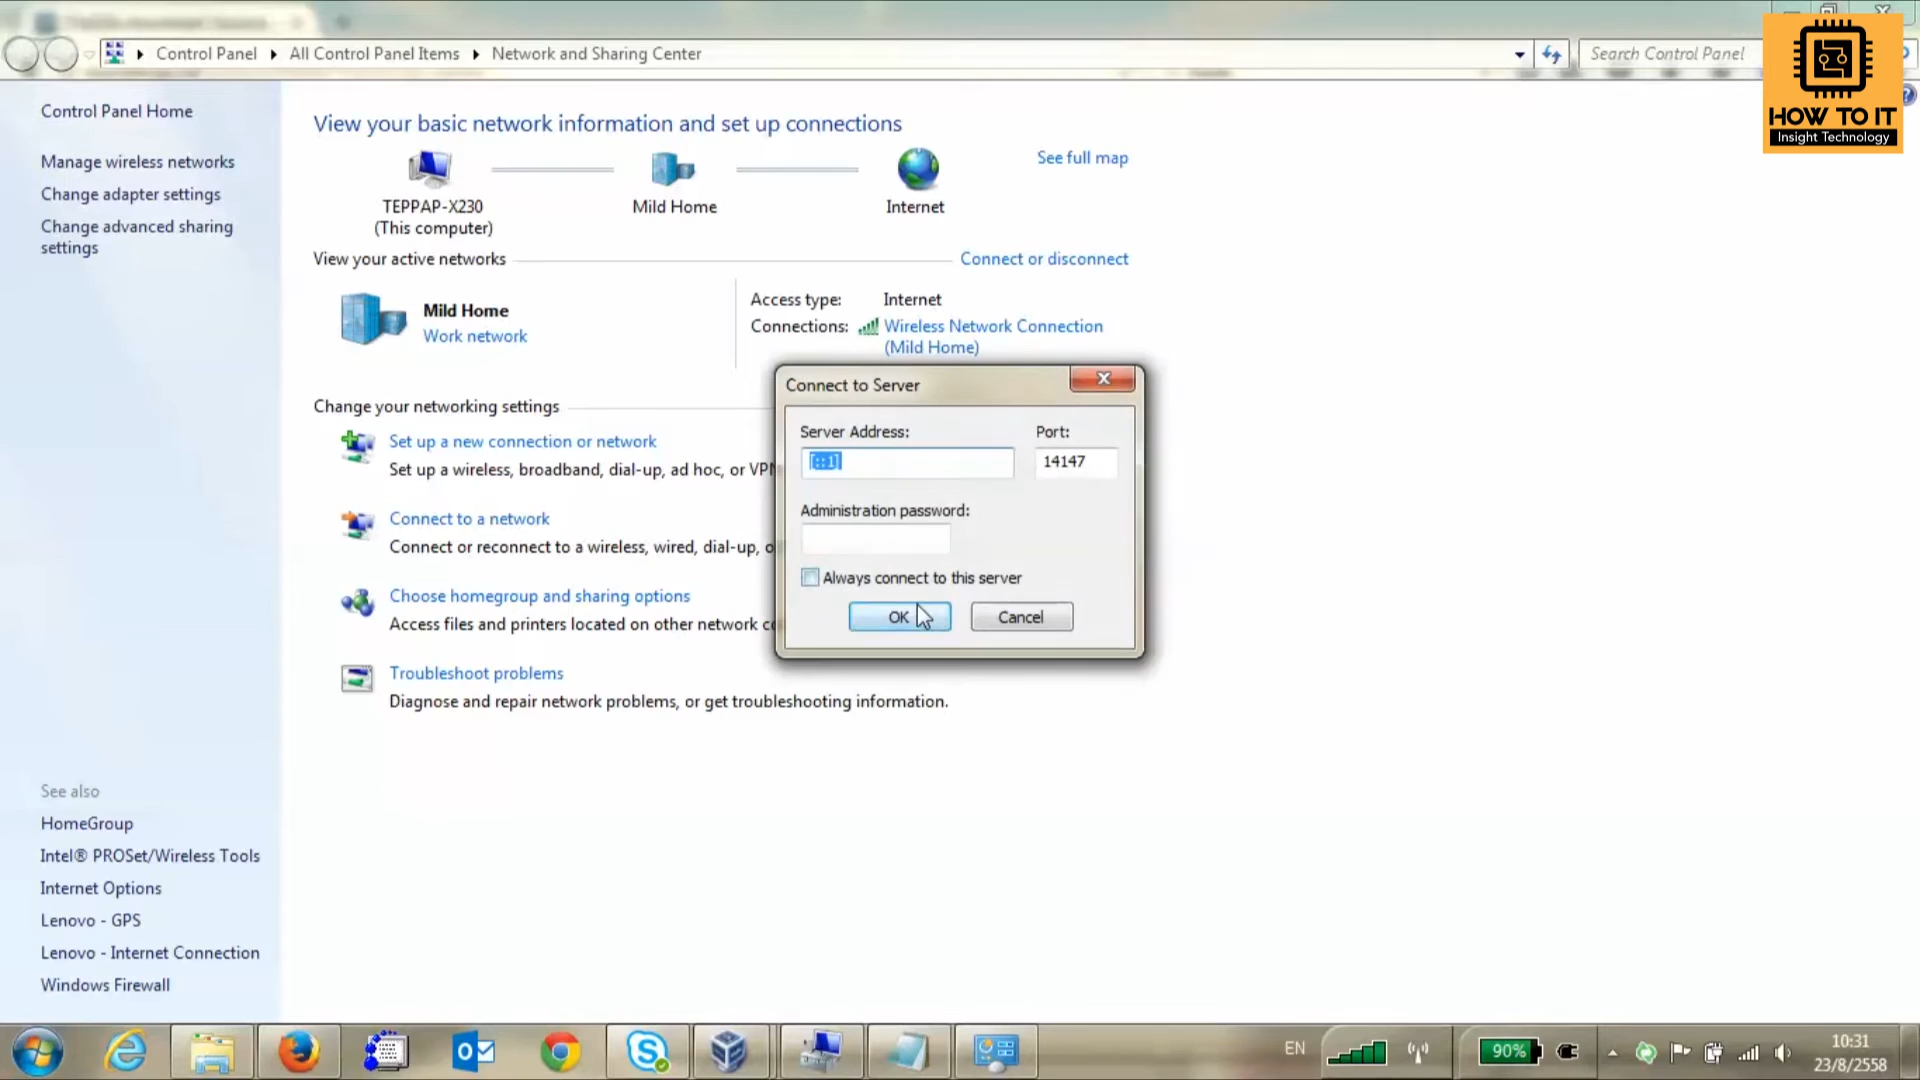 Control Panel ▸ All Control Panel Items ▸ Network and Sharing Center
Search Control Panel
HOW TO IT
Insight Technology
Control Panel Home
Manage wireless networks
Change adapter settings
Change advanced sharing
settings
View your basic network information and set up connections
See full map
TEPPAP-X230
(This computer)
Mild Home
Internet
View your active networks
Connect or disconnect
Mild Home
Work network
Access type: Internet
Connections: Wireless Network Connection
(Mild Home)
Change your networking settings
Set up a new connection or network
Set up a wireless, broadband, dial-up, ad hoc, or VPN
Connect to a network
Connect or reconnect to a wireless, wired, dial-up, o
Choose homegroup and sharing options
Access files and printers located on other network c
Troubleshoot problems
Diagnose and repair network problems, or get troubleshooting information.
Connect to Server
Server Address: Port:
[::1] 14147
Administration password:
Always connect to this server
OK Cancel
See also
HomeGroup
Intel® PROSet/Wireless Tools
Internet Options
Lenovo - GPS
Lenovo - Internet Connection
Windows Firewall
EN
90%
10:31
23/8/2558